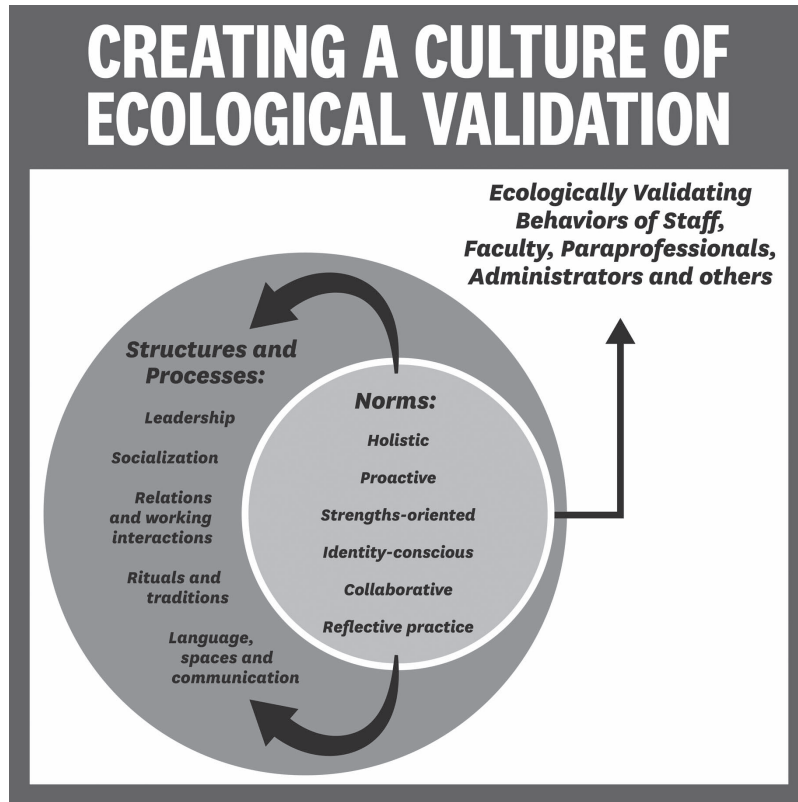 CREATING A CULTURE OF
ECOLOGICAL VALIDATION
Ecologically Validating
Behaviors of Staff,
Faculty, Paraprofessionals,
Administrators and others
Structures and
Processes:
Leadership
Socialization
Relations
and working
interactions
Rituals and
traditions
Language,
spaces and
communication
Norms:
Holistic
Proactive
Strengths-oriented
Identity-conscious
Collaborative
Reflective practice